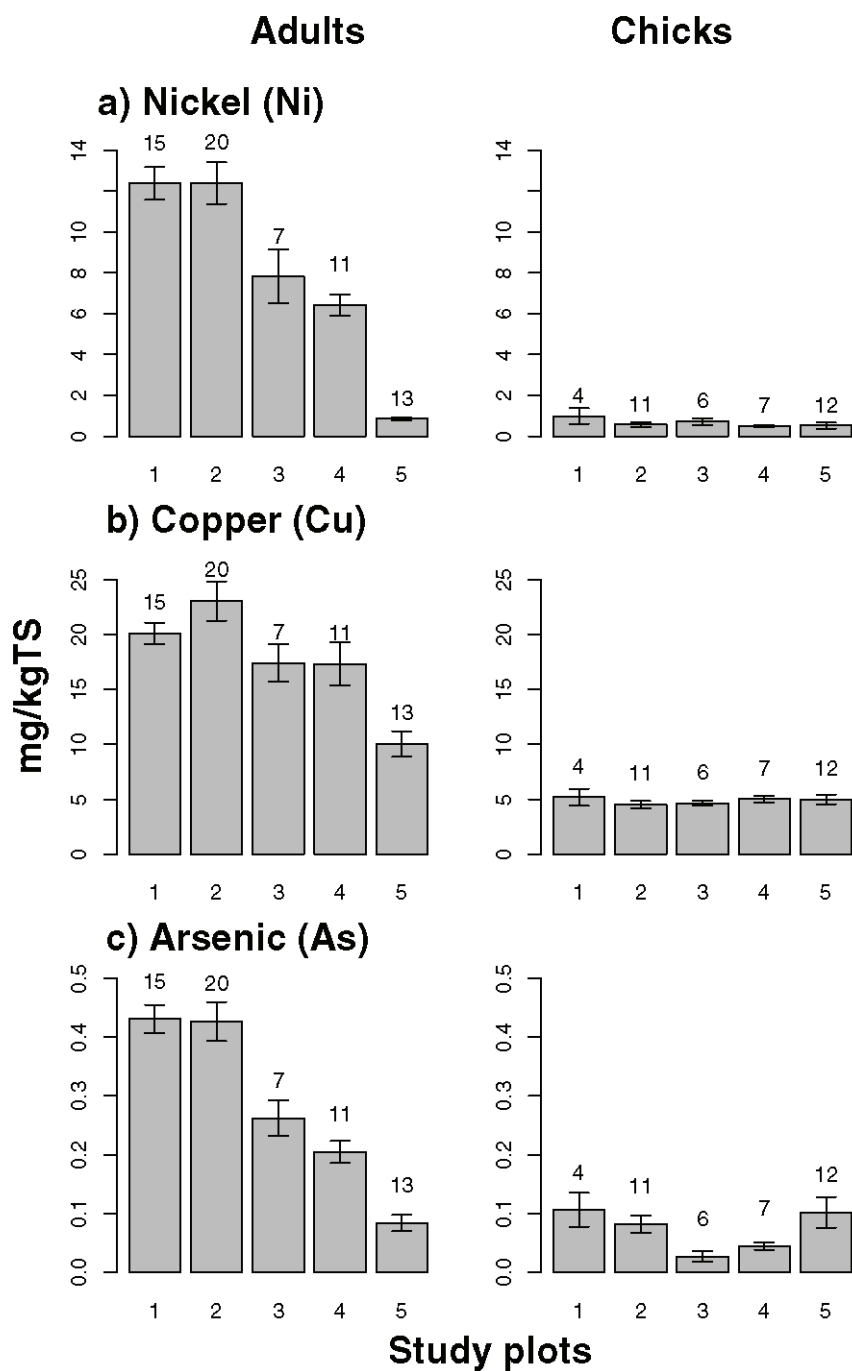 Adults Chicks
a) Nickel (Ni)
0 2 4 6 8 10 14
15 20 7 11 13
1 2 3 4 5
0 2 4 6 8 10 14
4 11 6 7 12
1 2 3 4 5
b) Copper (Cu)
mg/kgTS
0 5 10 15 20 25
15 20 7 11 13
1 2 3 4 5
0 5 10 15 20 25
4 11 6 7 12
1 2 3 4 5
c) Arsenic (As)
0.0 0.1 0.2 0.3 0.4 0.5
15 20 7 11 13
1 2 3 4 5
0.0 0.1 0.2 0.3 0.4 0.5
4 11 6 7 12
1 2 3 4 5
Study plots